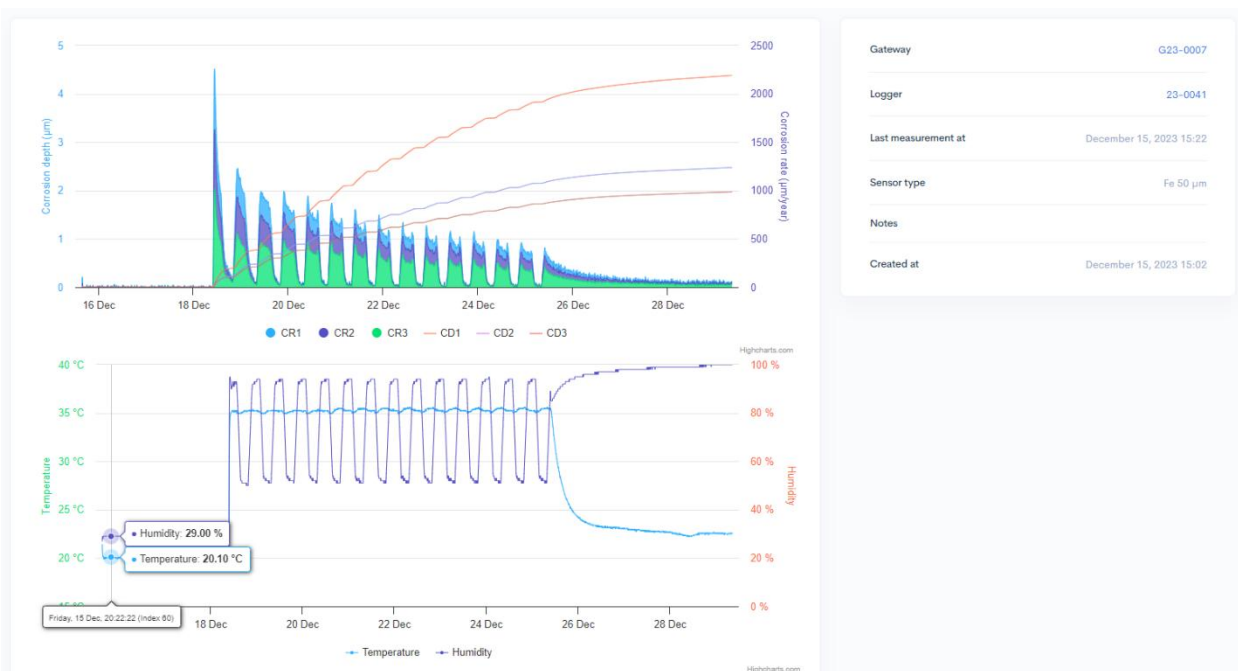 5
4
3
2
1
0
Corrosion depth (μm)
2500
2000
1500
1000
500
0
Corrosion rate (μm/year)
16 Dec 18 Dec 20 Dec 22 Dec 24 Dec 26 Dec 28 Dec
CR1 CR2 CR3 CD1 CD2 CD3
Highcharts.com
40 °C
35 °C
30 °C
25 °C
20 °C
Temperature
100 %
80 %
60 %
40 %
20 %
0 %
Humidity
Humidity: 29.00 %
Temperature: 20.10 °C
Friday, 15 Dec, 20:22:22 (Index 60)
18 Dec 20 Dec 22 Dec 24 Dec 26 Dec 28 Dec
Temperature Humidity
Highcharts.com
Gateway G23-0007
Logger 23-0041
Last measurement at December 15, 2023 15:22
Sensor type Fe 50 μm
Notes
Created at December 15, 2023 15:02